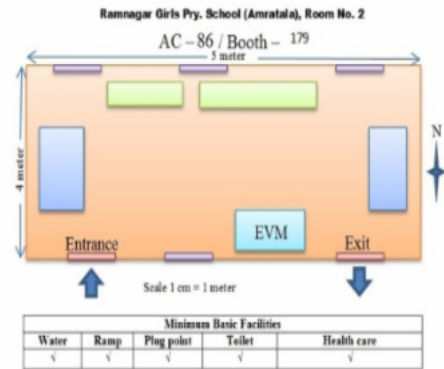 Ramnagar Girls Pry. School (Amratala), Room No. 2
AC – 86 / Booth – 179
5 meter
4 meter
N
EVM
Entrance
Exit
Scale 1 cm = 1 meter
Minimum Basic Facilities
Water Ramp Plug point Toilet Health care
√ √ √ √ √